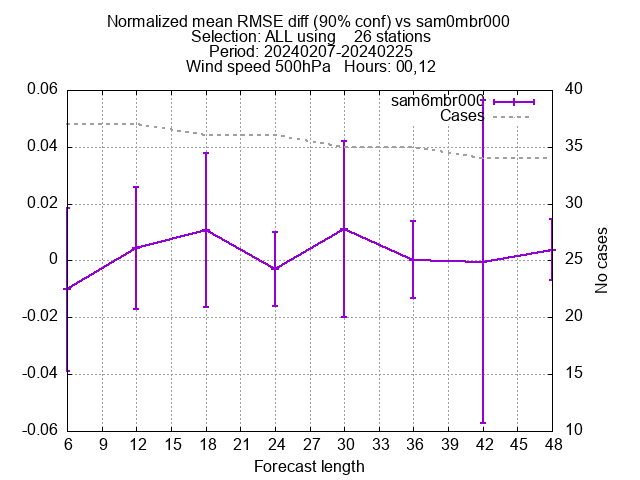 Normalized mean RMSE diff (90% conf) vs sam0mbr000
Selection: ALL using    26 stations
Period: 20240207-20240225
Wind speed 500hPa   Hours: 00,12
sam6mbr000
Cases
0.06
0.04
0.02
0
-0.02
-0.04
-0.06
40
35
30
25
20
15
10
No cases
6 12 15 18 21 24 27 30 33 36 39 42 45 48
9
Forecast length